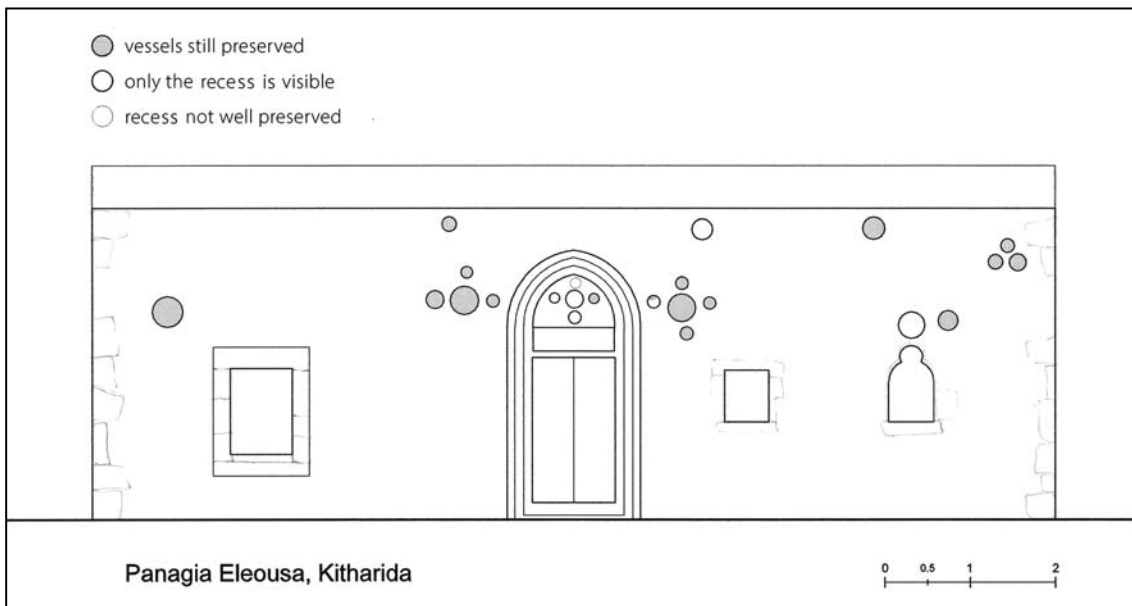 vessels still preserved
only the recess is visible
recess not well preserved
Panagia Eleousa, Kitharida
0 0.5 1 2